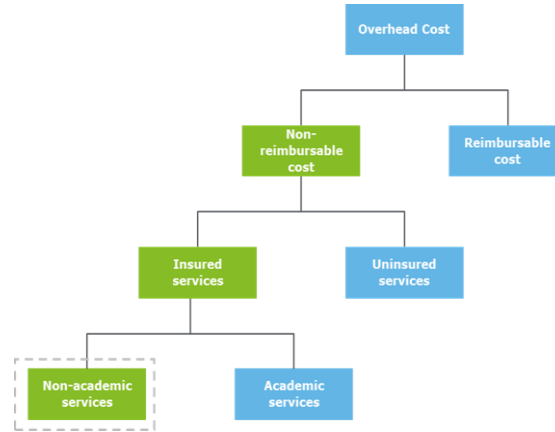 Overhead Cost
Non-
reimbursable
cost
Reimbursable
cost
Insured
services
Uninsured
services
Non-academic
services
Academic
services